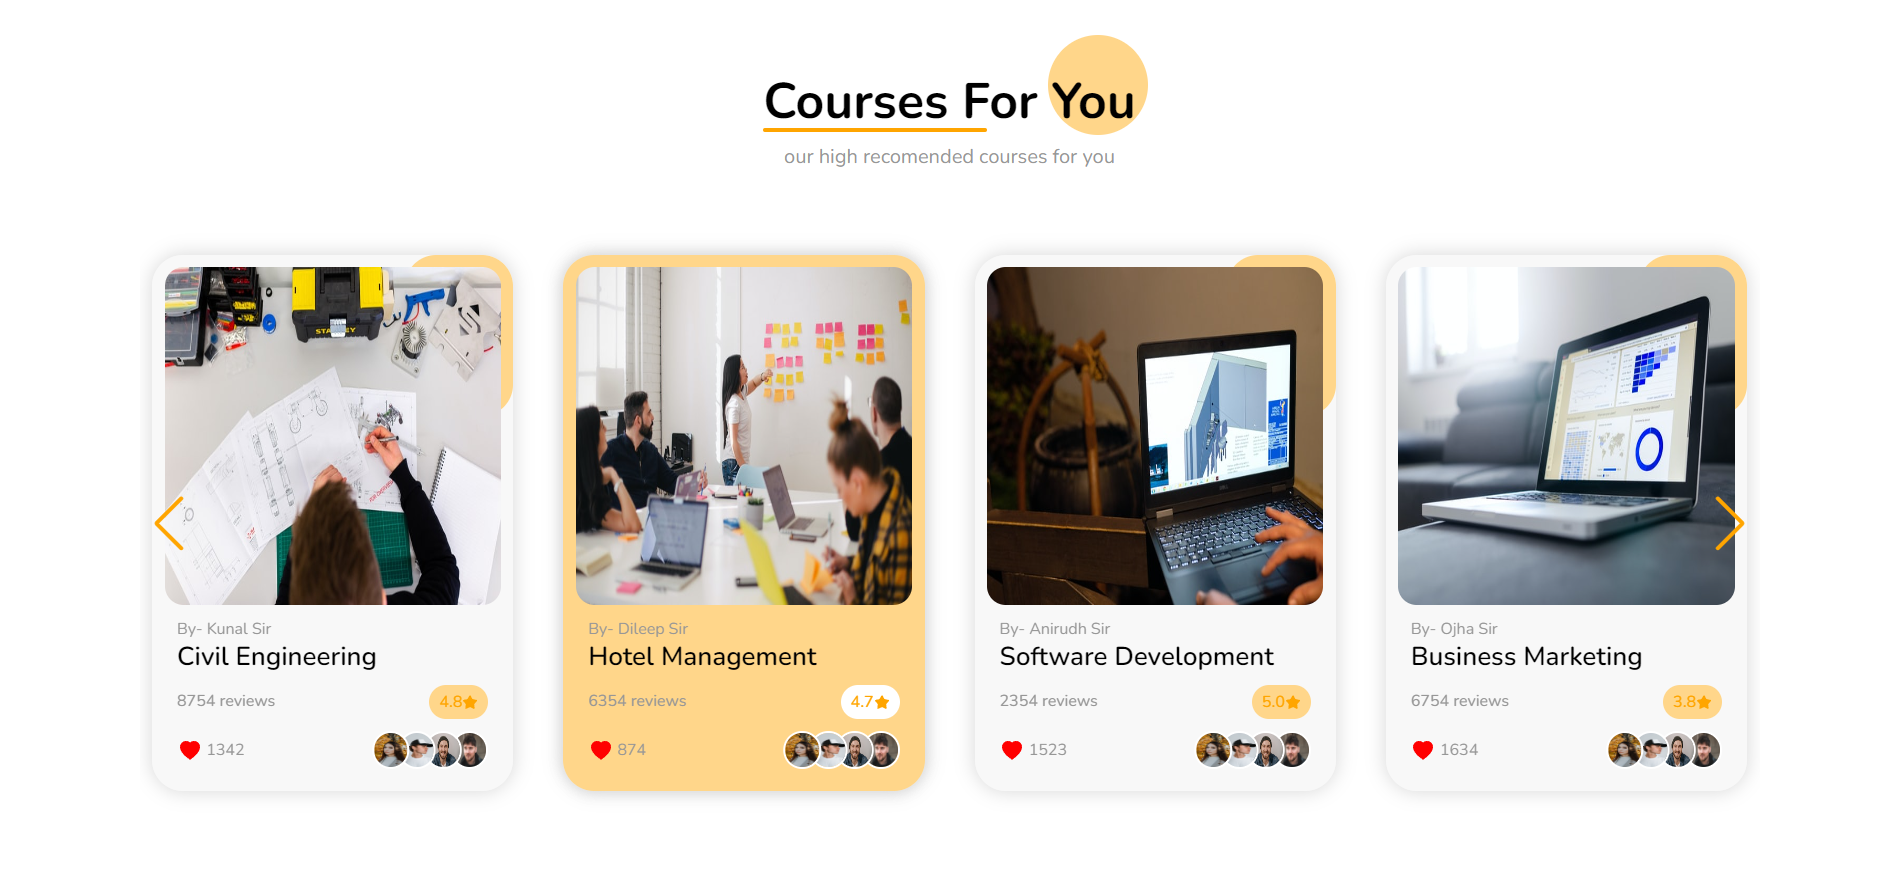 Courses For You
our high recomended courses for you
STANLEY
By- Kunal Sir
Civil Engineering
8754 reviews
4.8
1342
By- Dileep Sir
Hotel Management
6354 reviews
4.7
874
By- Anirudh Sir
Software Development
2354 reviews
5.0
1523
By- Ojha Sir
Business Marketing
6754 reviews
3.8
1634